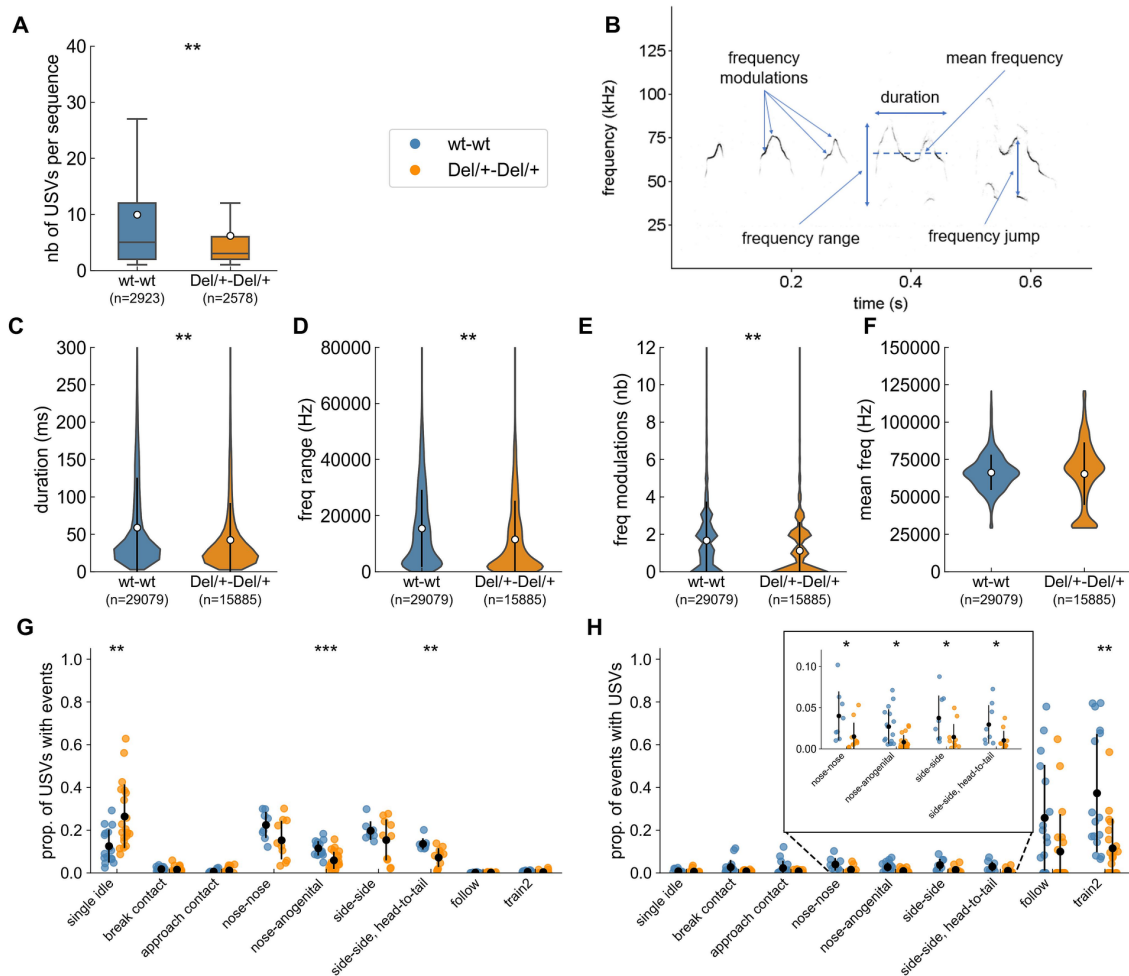 A
nb of USVs per sequence
40
30
20
10
0
**
wt-wt
(n=2923)
Del/+-Del/+
(n=2578)
wt-wt
Del/+-Del/+
B
frequency (kHz)
125
100
75
50
25
frequency
modulations
mean frequency
duration
frequency range
frequency jump
0.2
0.4
0.6
time (s)
C
duration (ms)
300
250
200
150
100
50
0
**
wt-wt
(n=29079)
Del/+-Del/+
(n=15885)
D
freq range (Hz)
80000
60000
40000
20000
0
**
wt-wt
(n=29079)
Del/+-Del/+
(n=15885)
E
freq modulations (nb)
12
10
8
6
4
2
0
**
wt-wt
(n=29079)
Del/+-Del/+
(n=15885)
F
mean freq (Hz)
150000
125000
100000
75000
50000
25000
0
wt-wt
(n=29079)
Del/+-Del/+
(n=15885)
G
prop. of USVs with events
1.0
0.8
0.6
0.4
0.2
0.0
**
***
**
single idle
break contact
approach contact
nose-nose
nose-anogenital
side-side
side-side, head-to-tail
follow
train2
H
prop. of events with USVs
1.0
0.8
0.6
0.4
0.2
0.0
0.10
0.05
0.00
*
*
*
*
nose-nose
nose-anogenital
side-side
side-side, head-to-tail
**
single idle
break contact
approach contact
nose-nose
nose-anogenital
side-side
side-side, head-to-tail
follow
train2